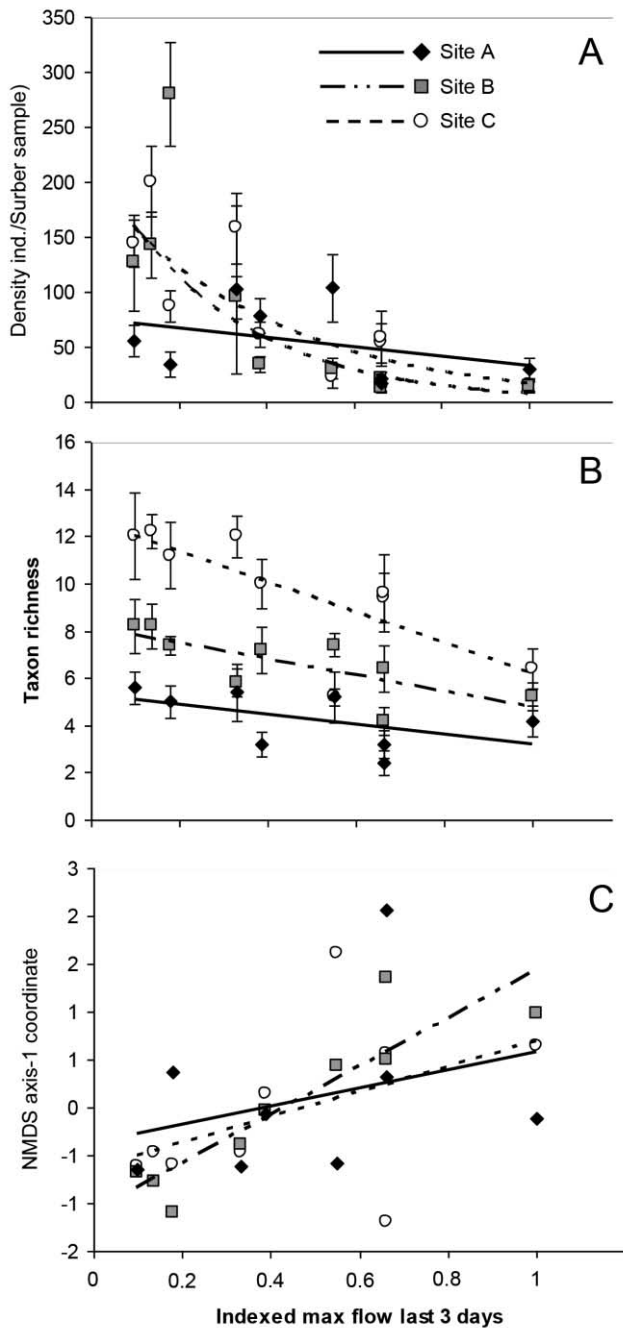 A
Site A
Site B
Site C
350
300
250
200
150
100
50
0
Density ind./Surber sample)
B
16
14
12
10
8
6
4
2
0
Taxon richness
C
3
2
2
1
1
0
-1
-1
-2
NMDS axis-1 coordinate
0 0.2 0.4 0.6 0.8 1
Indexed max flow last 3 days